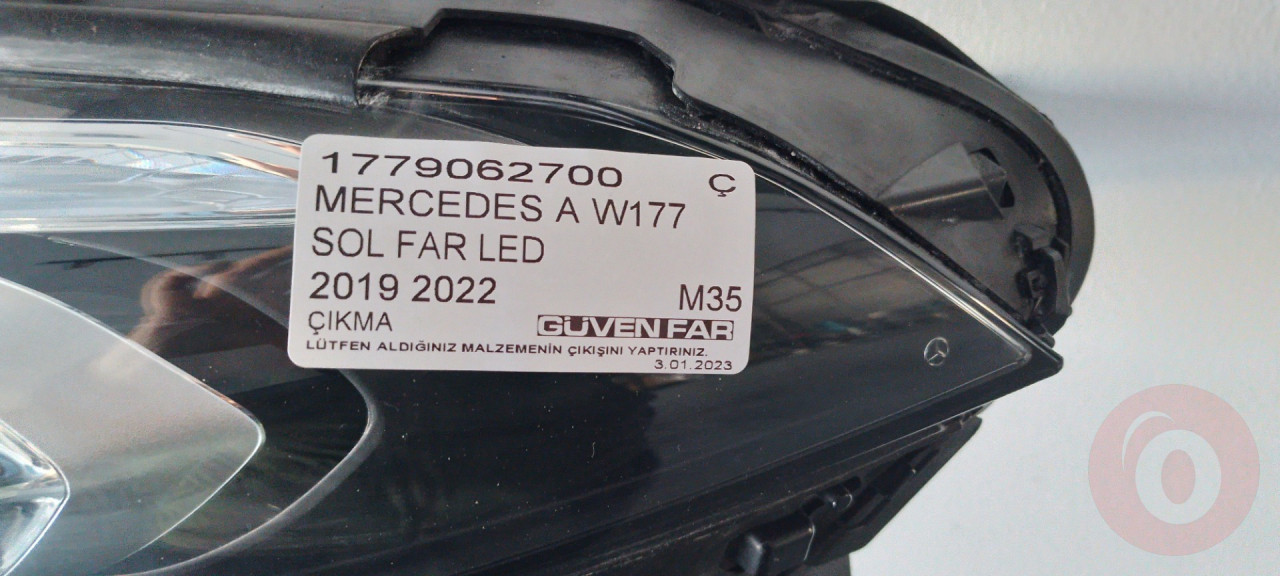 1779062700 Ç
MERCEDES A W177
SOL FAR LED
2019 2022 M35
ÇIKMA GÜVEN FAR
LÜTFEN ALDIĞINIZ MALZEMENİN ÇIKIŞINI YAPTIRINIZ.
3.01.2023